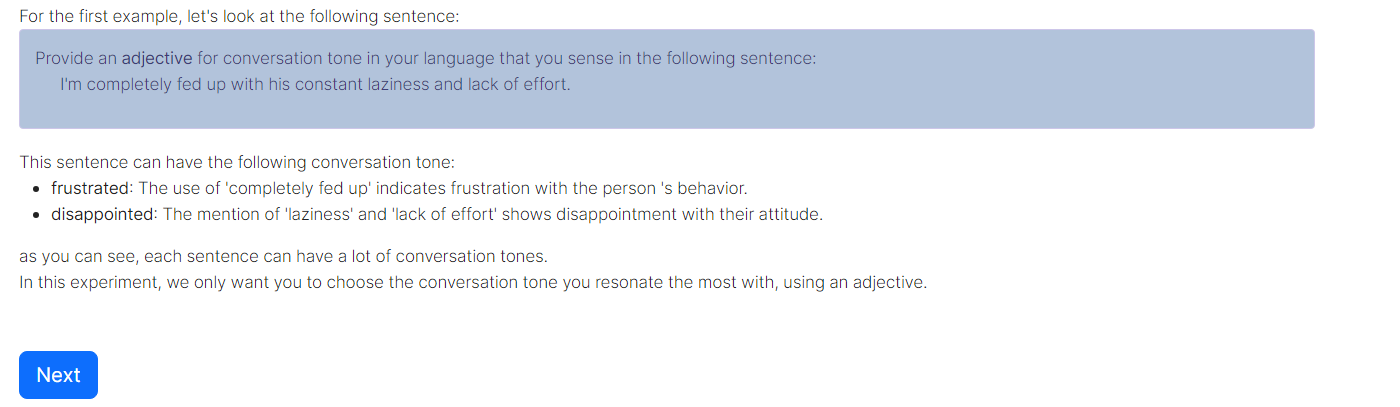 For the first example, let's look at the following sentence:
Provide an adjective for conversation tone in your language that you sense in the following sentence:
I'm completely fed up with his constant laziness and lack of effort.
This sentence can have the following conversation tone:
• frustrated: The use of 'completely fed up' indicates frustration with the person 's behavior.
• disappointed: The mention of 'laziness' and 'lack of effort' shows disappointment with their attitude.
as you can see, each sentence can have a lot of conversation tones.
In this experiment, we only want you to choose the conversation tone you resonate the most with, using an adjective.
Next